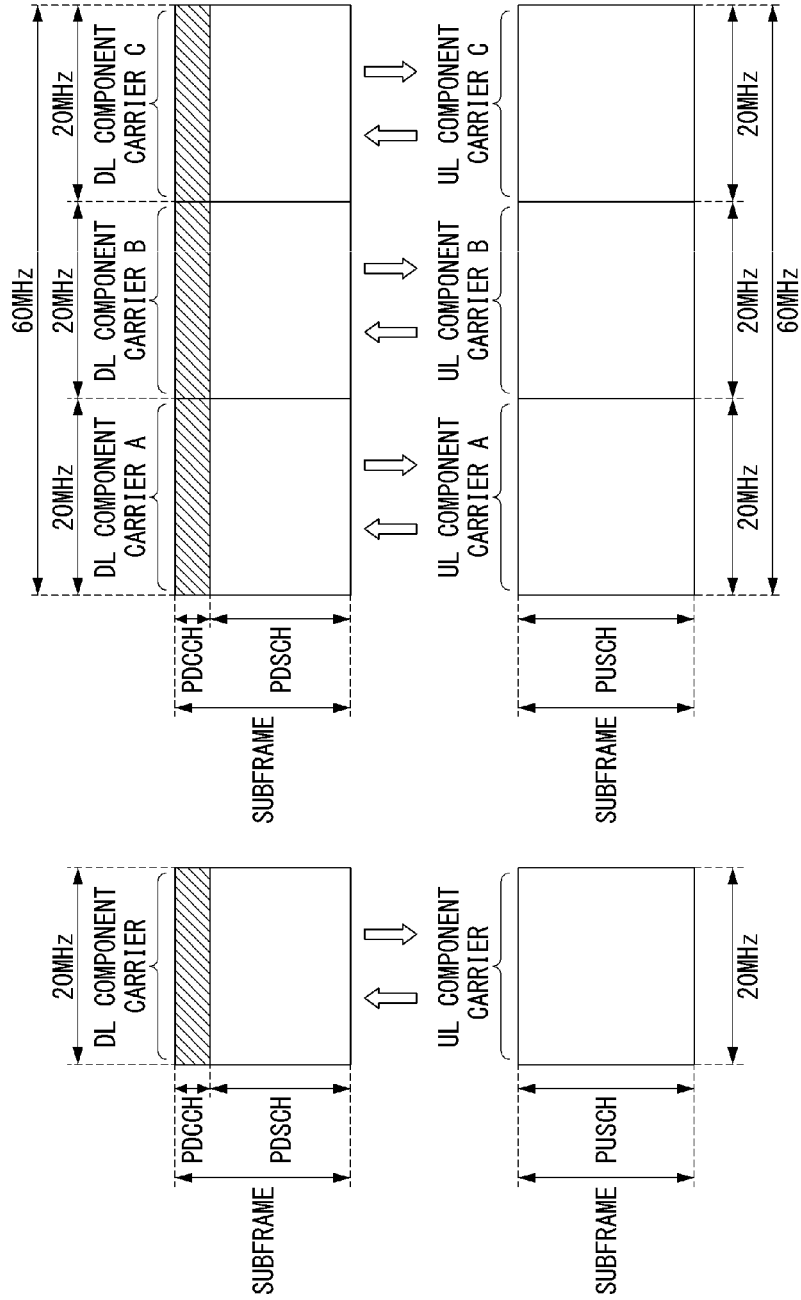 20MHz
DL COMPONENT
CARRIER
PDCCH
PDSCH
SUBFRAME
UL COMPONENT
CARRIER
PUSCH
SUBFRAME
20MHz
60MHz
20MHz
20MHz
20MHz
DL COMPONENT
CARRIER A
DL COMPONENT
CARRIER B
DL COMPONENT
CARRIER C
PDCCH
PDSCH
SUBFRAME
UL COMPONENT
CARRIER A
UL COMPONENT
CARRIER B
UL COMPONENT
CARRIER C
PUSCH
SUBFRAME
20MHz
20MHz
20MHz
60MHz